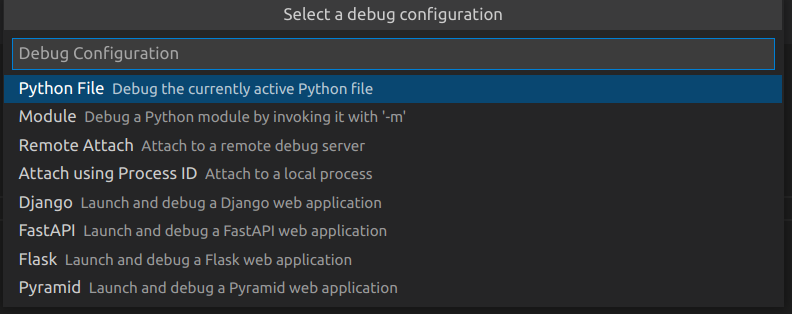 Select a debug configuration
Debug Configuration
Python File Debug the currently active Python file
Module Debug a Python module by invoking it with '-m'
Remote Attach Attach to a remote debug server
Attach using Process ID Attach to a local process
Django Launch and debug a Django web application
FastAPI Launch and debug a FastAPI web application
Flask Launch and debug a Flask web application
Pyramid Launch and debug a Pyramid web application